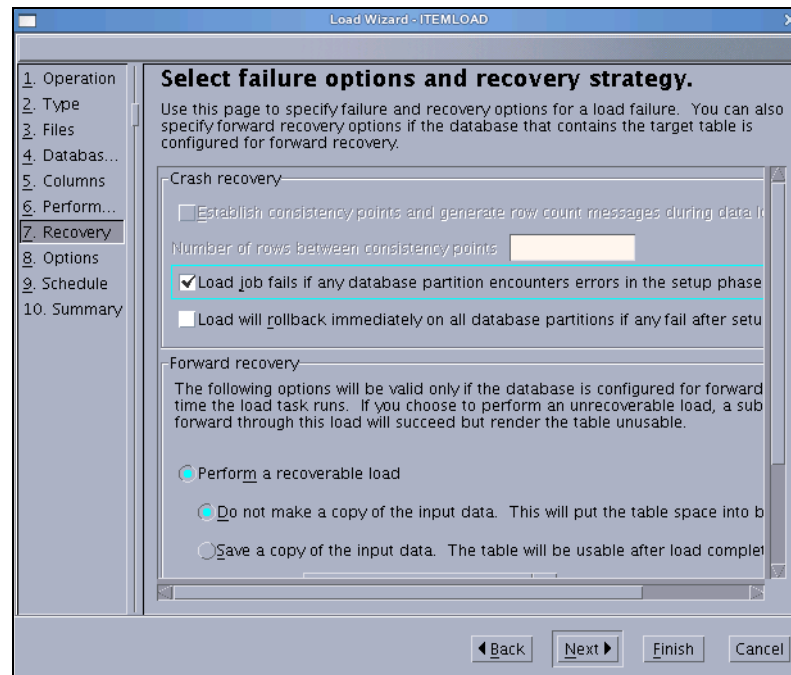 Load Wizard - ITEMLOAD
1. Operation
2. Type
3. Files
4. Databas...
5. Columns
6. Perform...
7. Recovery
8. Options
9. Schedule
10. Summary
Select failure options and recovery strategy.
Use this page to specify failure and recovery options for a load failure. You can also
specify forward recovery options if the database that contains the target table is
configured for forward recovery.
Crash recovery
Establish consistency points and generate row count messages during data lo
Number of rows between consistency points
Load job fails if any database partition encounters errors in the setup phase
Load will rollback immediately on all database partitions if any fail after setu
Forward recovery
The following options will be valid only if the database is configured for forward
time the load task runs. If you choose to perform an unrecoverable load, a sub
forward through this load will succeed but render the table unusable.
Perform a recoverable load
Do not make a copy of the input data. This will put the table space into b
Save a copy of the input data. The table will be usable after load complet
Back
Next
Finish
Cancel